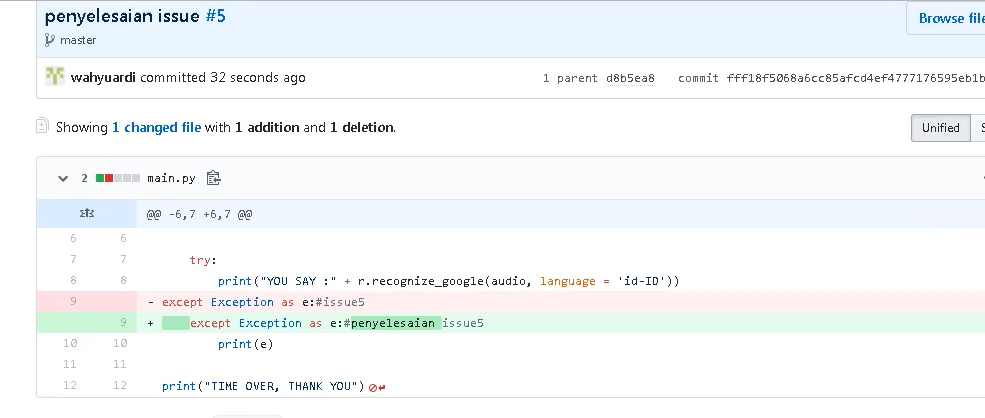 penyelesaian issue #5
Browse file
master
wahyuardi committed 32 seconds ago
1 parent d8b5ea8 commit fff18f5068a6cc85afcd4ef4777176595eb1b
Showing 1 changed file with 1 addition and 1 deletion.
Unified S
2 main.py
@@ -6,7 +6,7 @@
6 6
7 7 try:
8 8 print("YOU SAY :" + r.recognize_google(audio, language = 'id-ID'))
9 - except Exception as e:#issue5
9 + except Exception as e:#penyelesaian issue5
10 10 print(e)
11 11
12 12 print("TIME OVER, THANK YOU")